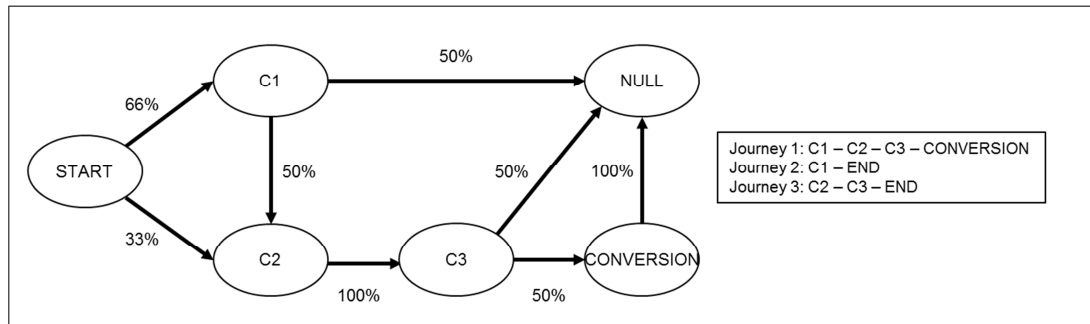 C1
50%
NULL
66%
START
50%
50%
100%
33%
C2
100%
C3
50%
CONVERSION
Journey 1: C1 – C2 – C3 – CONVERSION
Journey 2: C1 – END
Journey 3: C2 – C3 – END